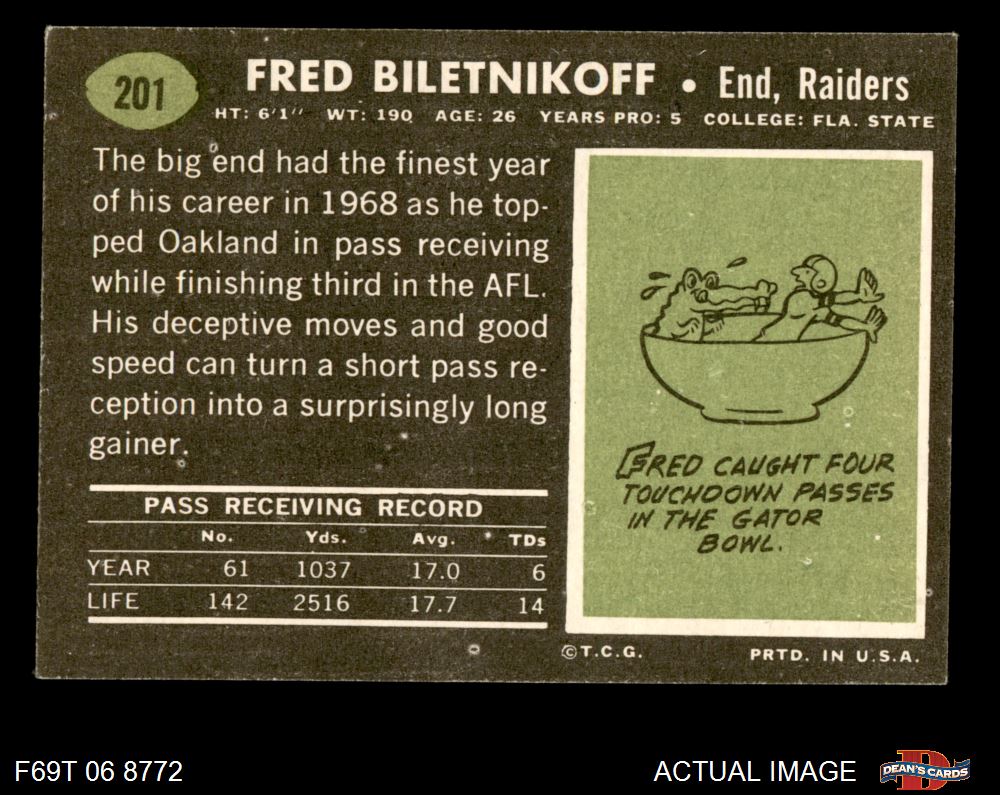 201
FRED BILETNIKOFF • End, Raiders
HT: 6'1" WT: 190 AGE: 26 YEARS PRO: 5 COLLEGE: FLA. STATE
The big end had the finest year
of his career in 1968 as he top-
ped Oakland in pass receiving
while finishing third in the AFL.
His deceptive moves and good
speed can turn a short pass re-
ception into a surprisingly long
gainer.
PASS RECEIVING RECORD
No. Yds. Avg. TDs
YEAR 61 1037 17.0 6
LIFE 142 2516 17.7 14
FRED CAUGHT FOUR
TOUCHDOWN PASSES
IN THE GATOR
BOWL.
©T.C.G. PRTD. IN U.S.A.
F69T 06 8772
ACTUAL IMAGE
D
DEAN'S CARDS